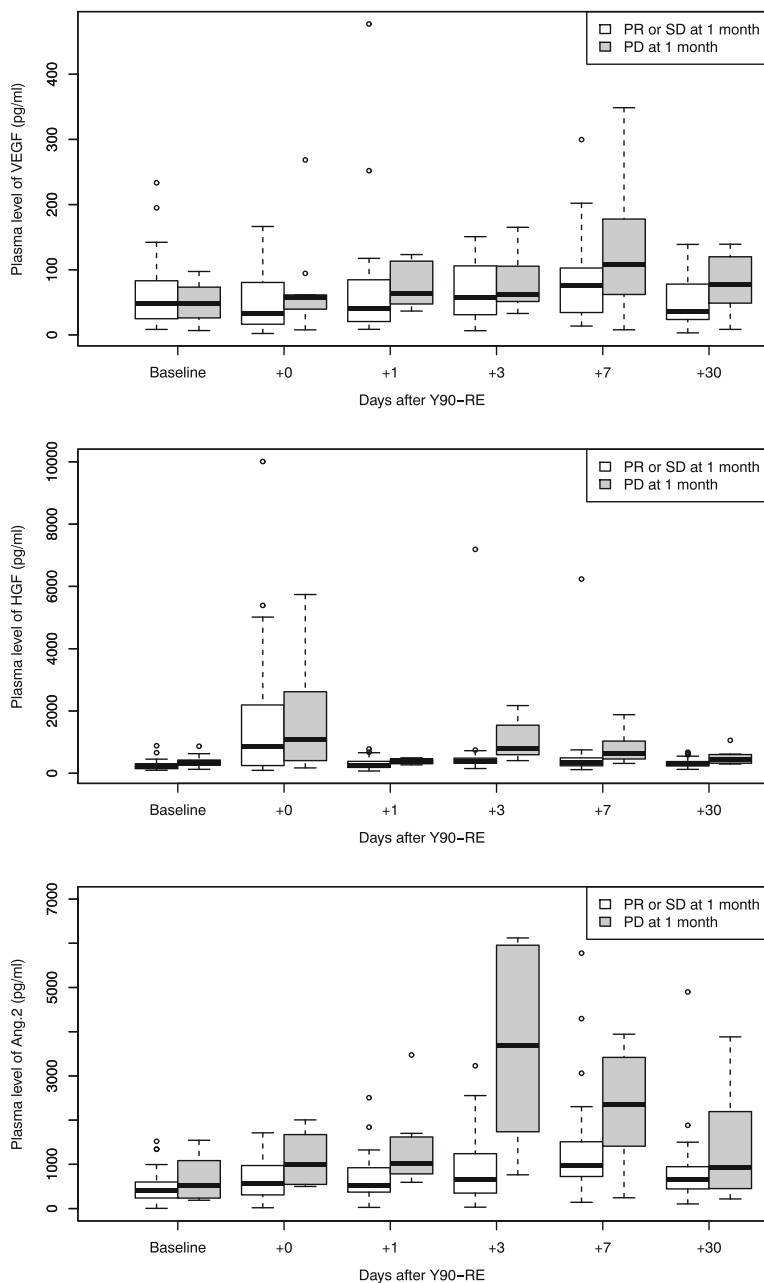 PR or SD at 1 month
PD at 1 month
Plasma level of VEGF (pg/ml)
400
300
200
100
0
Baseline +0 +1 +3 +7 +30
Days after Y90−RE
PR or SD at 1 month
PD at 1 month
Plasma level of HGF (pg/ml)
10000
8000
6000
4000
2000
0
Baseline +0 +1 +3 +7 +30
Days after Y90−RE
PR or SD at 1 month
PD at 1 month
Plasma level of Ang.2 (pg/ml)
7000
5000
3000
1000
0
Baseline +0 +1 +3 +7 +30
Days after Y90−RE